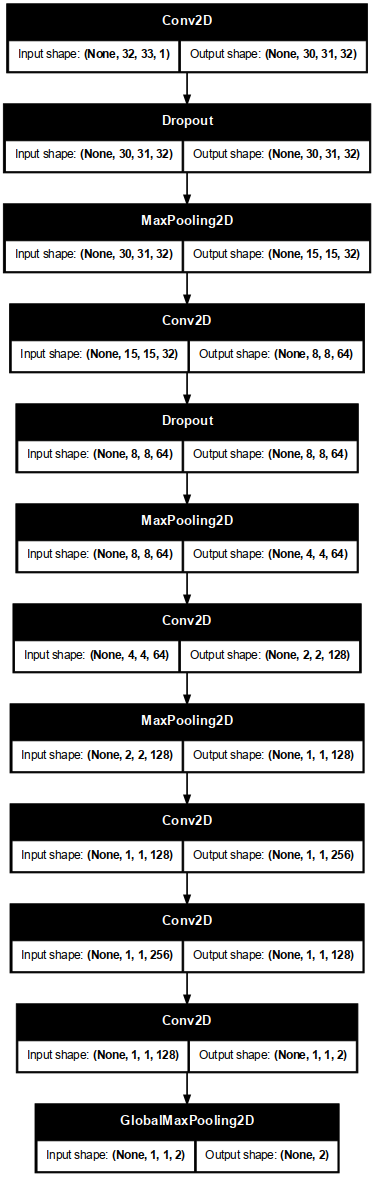 Conv2D
Input shape: (None, 32, 33, 1) Output shape: (None, 30, 31, 32)
Dropout
Input shape: (None, 30, 31, 32) Output shape: (None, 30, 31, 32)
MaxPooling2D
Input shape: (None, 30, 31, 32) Output shape: (None, 15, 15, 32)
Conv2D
Input shape: (None, 15, 15, 32) Output shape: (None, 8, 8, 64)
Dropout
Input shape: (None, 8, 8, 64) Output shape: (None, 8, 8, 64)
MaxPooling2D
Input shape: (None, 8, 8, 64) Output shape: (None, 4, 4, 64)
Conv2D
Input shape: (None, 4, 4, 64) Output shape: (None, 2, 2, 128)
MaxPooling2D
Input shape: (None, 2, 2, 128) Output shape: (None, 1, 1, 128)
Conv2D
Input shape: (None, 1, 1, 128) Output shape: (None, 1, 1, 256)
Conv2D
Input shape: (None, 1, 1, 256) Output shape: (None, 1, 1, 128)
Conv2D
Input shape: (None, 1, 1, 128) Output shape: (None, 1, 1, 2)
GlobalMaxPooling2D
Input shape: (None, 1, 1, 2) Output shape: (None, 2)